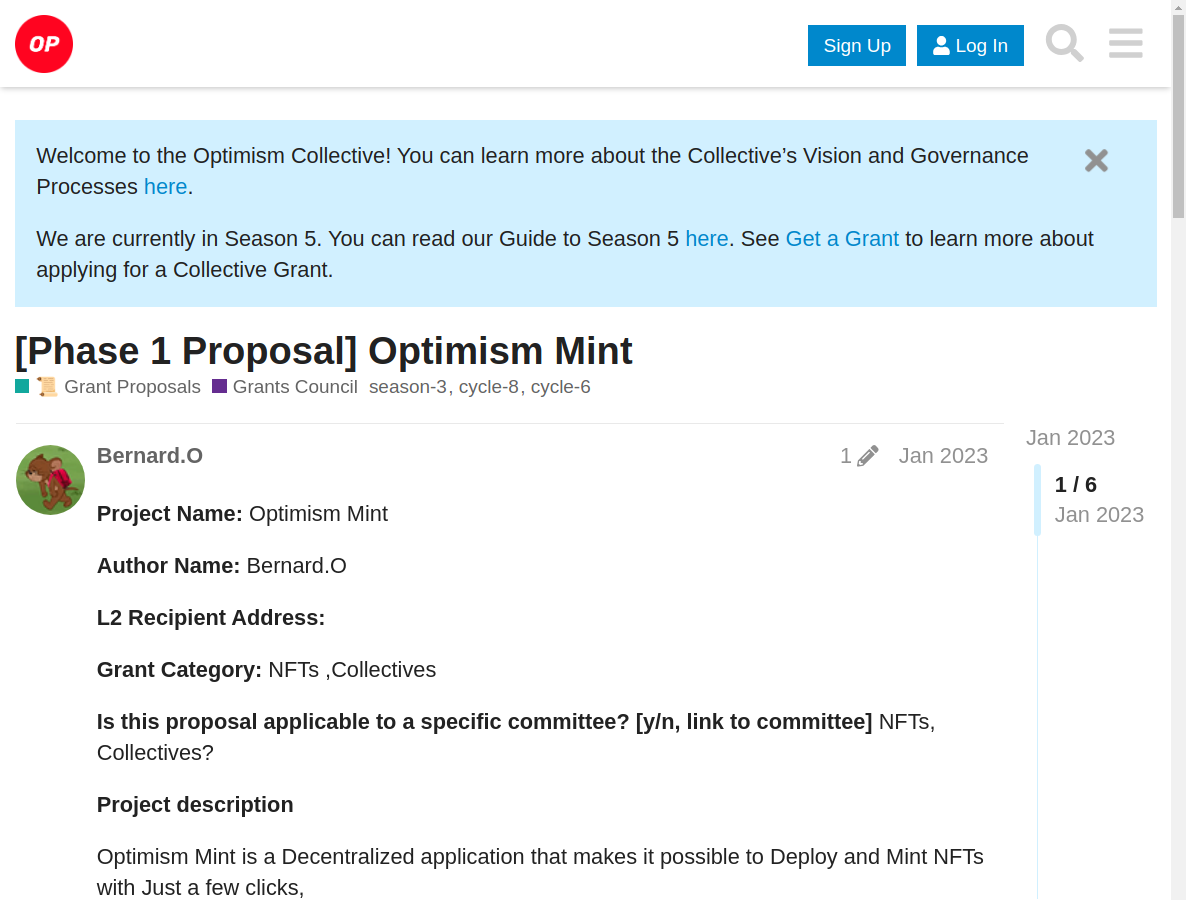 OP
Sign Up
Log In
Welcome to the Optimism Collective! You can learn more about the Collective’s Vision and Governance
Processes here.
We are currently in Season 5. You can read our Guide to Season 5 here. See Get a Grant to learn more about
applying for a Collective Grant.
[Phase 1 Proposal] Optimism Mint
📜 Grant Proposals Grants Council season-3, cycle-8, cycle-6
Bernard.O
1
Jan 2023
Project Name: Optimism Mint
Author Name: Bernard.O
L2 Recipient Address:
Grant Category: NFTs ,Collectives
Is this proposal applicable to a specific committee? [y/n, link to committee] NFTs,
Collectives?
Project description
Optimism Mint is a Decentralized application that makes it possible to Deploy and Mint NFTs
with Just a few clicks,
Jan 2023
1 / 6
Jan 2023